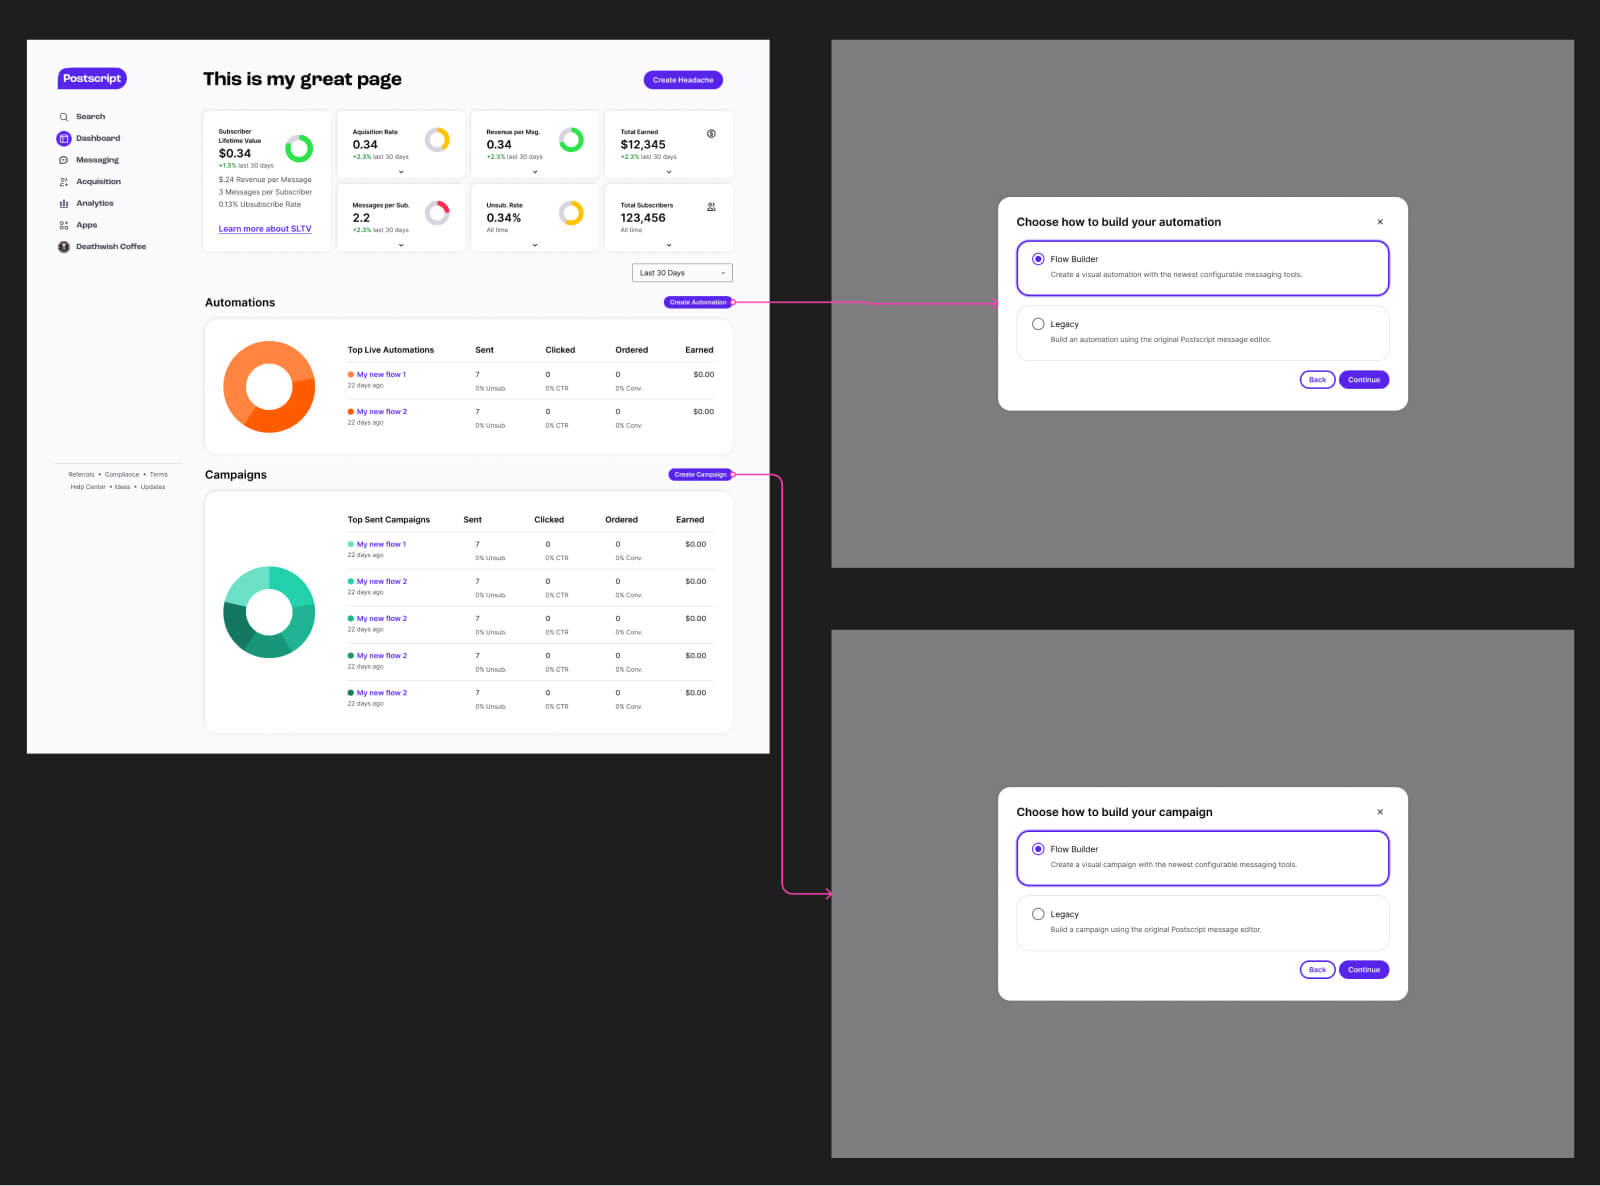 Postscript
Search
Dashboard
Messaging
Acquisition
Analytics
Apps
Deathwish Coffee
Referrals • Compliance • Terms
Help Center • Ideas • Updates
This is my great page
Create Headache
Subscriber
Lifetime Value
$0.34
+1.3% last 30 days
$.24 Revenue per Message
3 Messages per Subscriber
0.13% Ubsubscribe Rate
Learn more about SLTV
Aquisition Rate
0.34
+2.3% last 30 days
Revenue per Msg.
0.34
+2.3% last 30 days
Total Earned
$12,345
+2.3% last 30 days
Messages per Sub.
2.2
+2.3% last 30 days
Unsub. Rate
0.34%
All time
Total Subscribers
123,456
All time
Last 30 Days
Automations
Create Automation
Top Live Automations Sent Clicked Ordered Earned
My new flow 1 7 0 0 $0.00
22 days ago 0% Unsub. 0% CTR 0% Conv.
My new flow 2 7 0 0 $0.00
22 days ago 0% Unsub. 0% CTR 0% Conv.
Campaigns
Create Campaign
Top Sent Campaigns Sent Clicked Ordered Earned
My new flow 1 7 0 0 $0.00
22 days ago 0% Unsub. 0% CTR 0% Conv.
My new flow 2 7 0 0 $0.00
22 days ago 0% Unsub. 0% CTR 0% Conv.
My new flow 2 7 0 0 $0.00
22 days ago 0% Unsub. 0% CTR 0% Conv.
My new flow 2 7 0 0 $0.00
22 days ago 0% Unsub. 0% CTR 0% Conv.
My new flow 2 7 0 0 $0.00
22 days ago 0% Unsub. 0% CTR 0% Conv.
Choose how to build your automation
Flow Builder
Create a visual automation with the newest configurable messaging tools.
Legacy
Build an automation using the original Postscript message editor.
Back Continue
Choose how to build your campaign
Flow Builder
Create a visual campaign with the newest configurable messaging tools.
Legacy
Build a campaign using the original Postscript message editor.
Back Continue